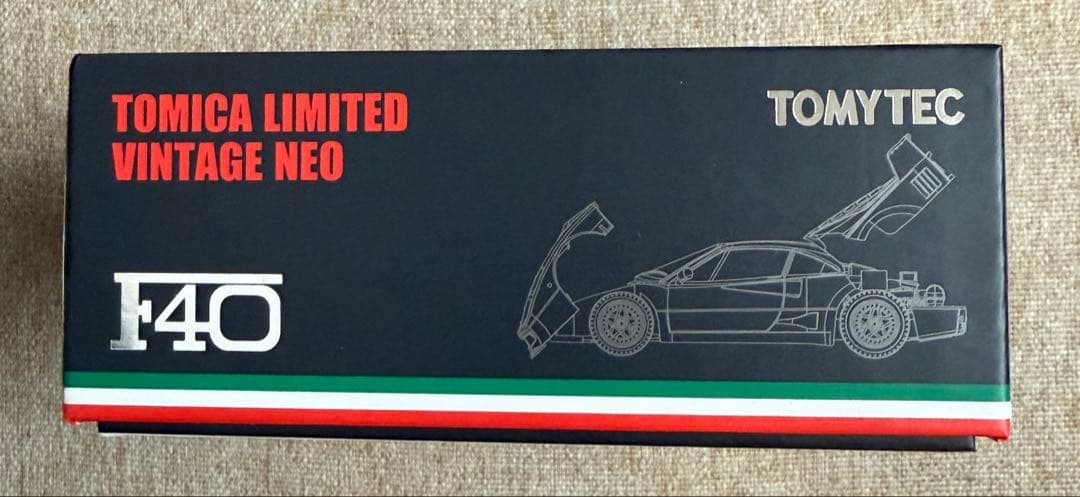 TOMICA LIMITED
VINTAGE NEO
TOMYTEC
F40